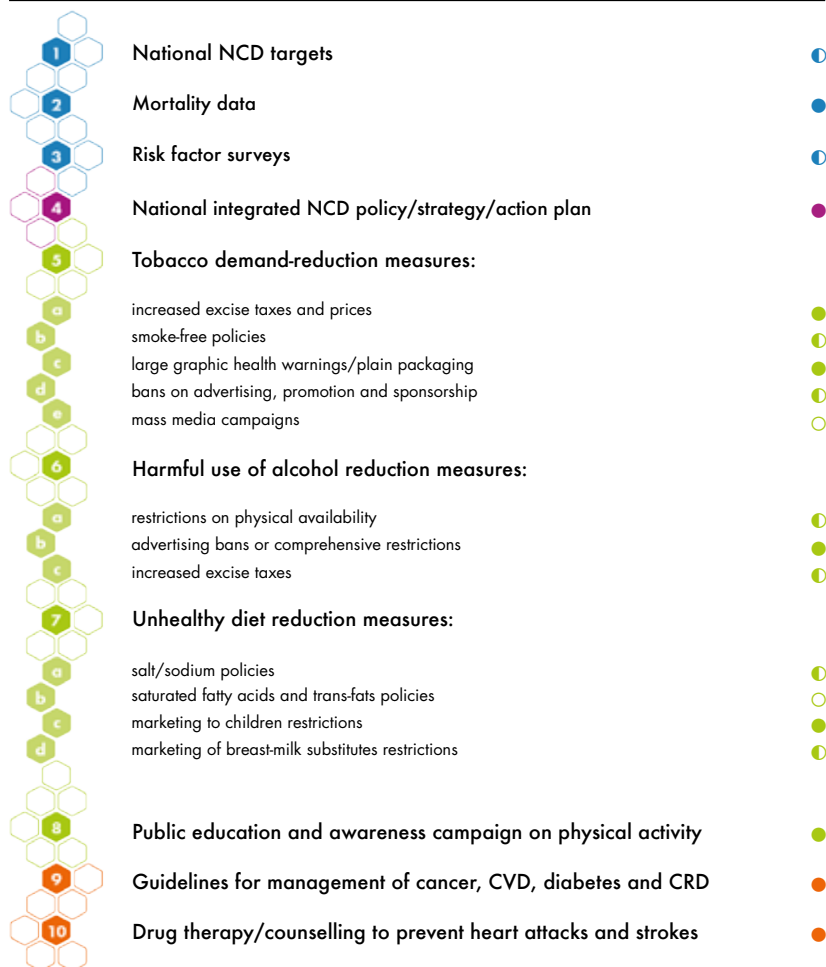 1 National NCD targets
2 Mortality data
3 Risk factor surveys
4 National integrated NCD policy/strategy/action plan
5 Tobacco demand-reduction measures:
a increased excise taxes and prices
b smoke-free policies
c large graphic health warnings/plain packaging
d bans on advertising, promotion and sponsorship
e mass media campaigns
6 Harmful use of alcohol reduction measures:
a restrictions on physical availability
b advertising bans or comprehensive restrictions
c increased excise taxes
7 Unhealthy diet reduction measures:
a salt/sodium policies
b saturated fatty acids and trans-fats policies
c marketing to children restrictions
d marketing of breast-milk substitutes restrictions
8 Public education and awareness campaign on physical activity
9 Guidelines for management of cancer, CVD, diabetes and CRD
10 Drug therapy/counselling to prevent heart attacks and strokes